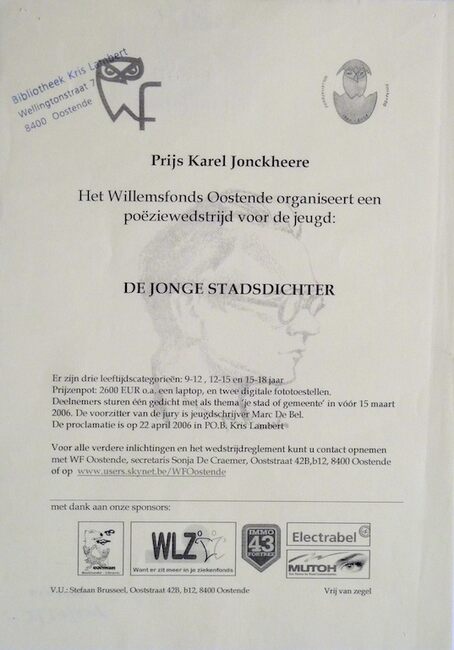 Bibliotheek Kris Lambert
Wellingtonstraat 7
8400 Oostende
wf
Prijs Karel Jonckheere
Het Willemsfonds Oostende organiseert een
poëziewedstrijd voor de jeugd:
DE JONGE STADSDICHTER
Er zijn drie leeftijdscategorieën: 9-12 , 12-15 en 15-18 jaar
Prijzenpot: 2600 EUR o.a. een laptop, en twee digitale fototoestellen.
Deelnemers sturen één gedicht met als thema 'je stad of gemeente' in vóór 15 maart
2006. De voorzitter van de jury is jeugdschrijver Marc De Bel.
De proclamatie is op 22 april 2006 in P.O.B. Kris Lambert
Voor alle verdere inlichtingen en het wedstrijdreglement kunt u contact opnemen
met WF Oostende, secretaris Sonja De Craemer, Ooststraat 42B,b12, 8400 Oostende
of op www.users.skynet.be/WFOostende
met dank aan onze sponsors:
WLZ
Want er zit meer in je ziekenfonds
IMMO
43
FORTREY
Electrabel
MUTOH
V.U.: Stefaan Brusseel, Ooststraat 42B, b12, 8400 Oostende
Vrij van zegel